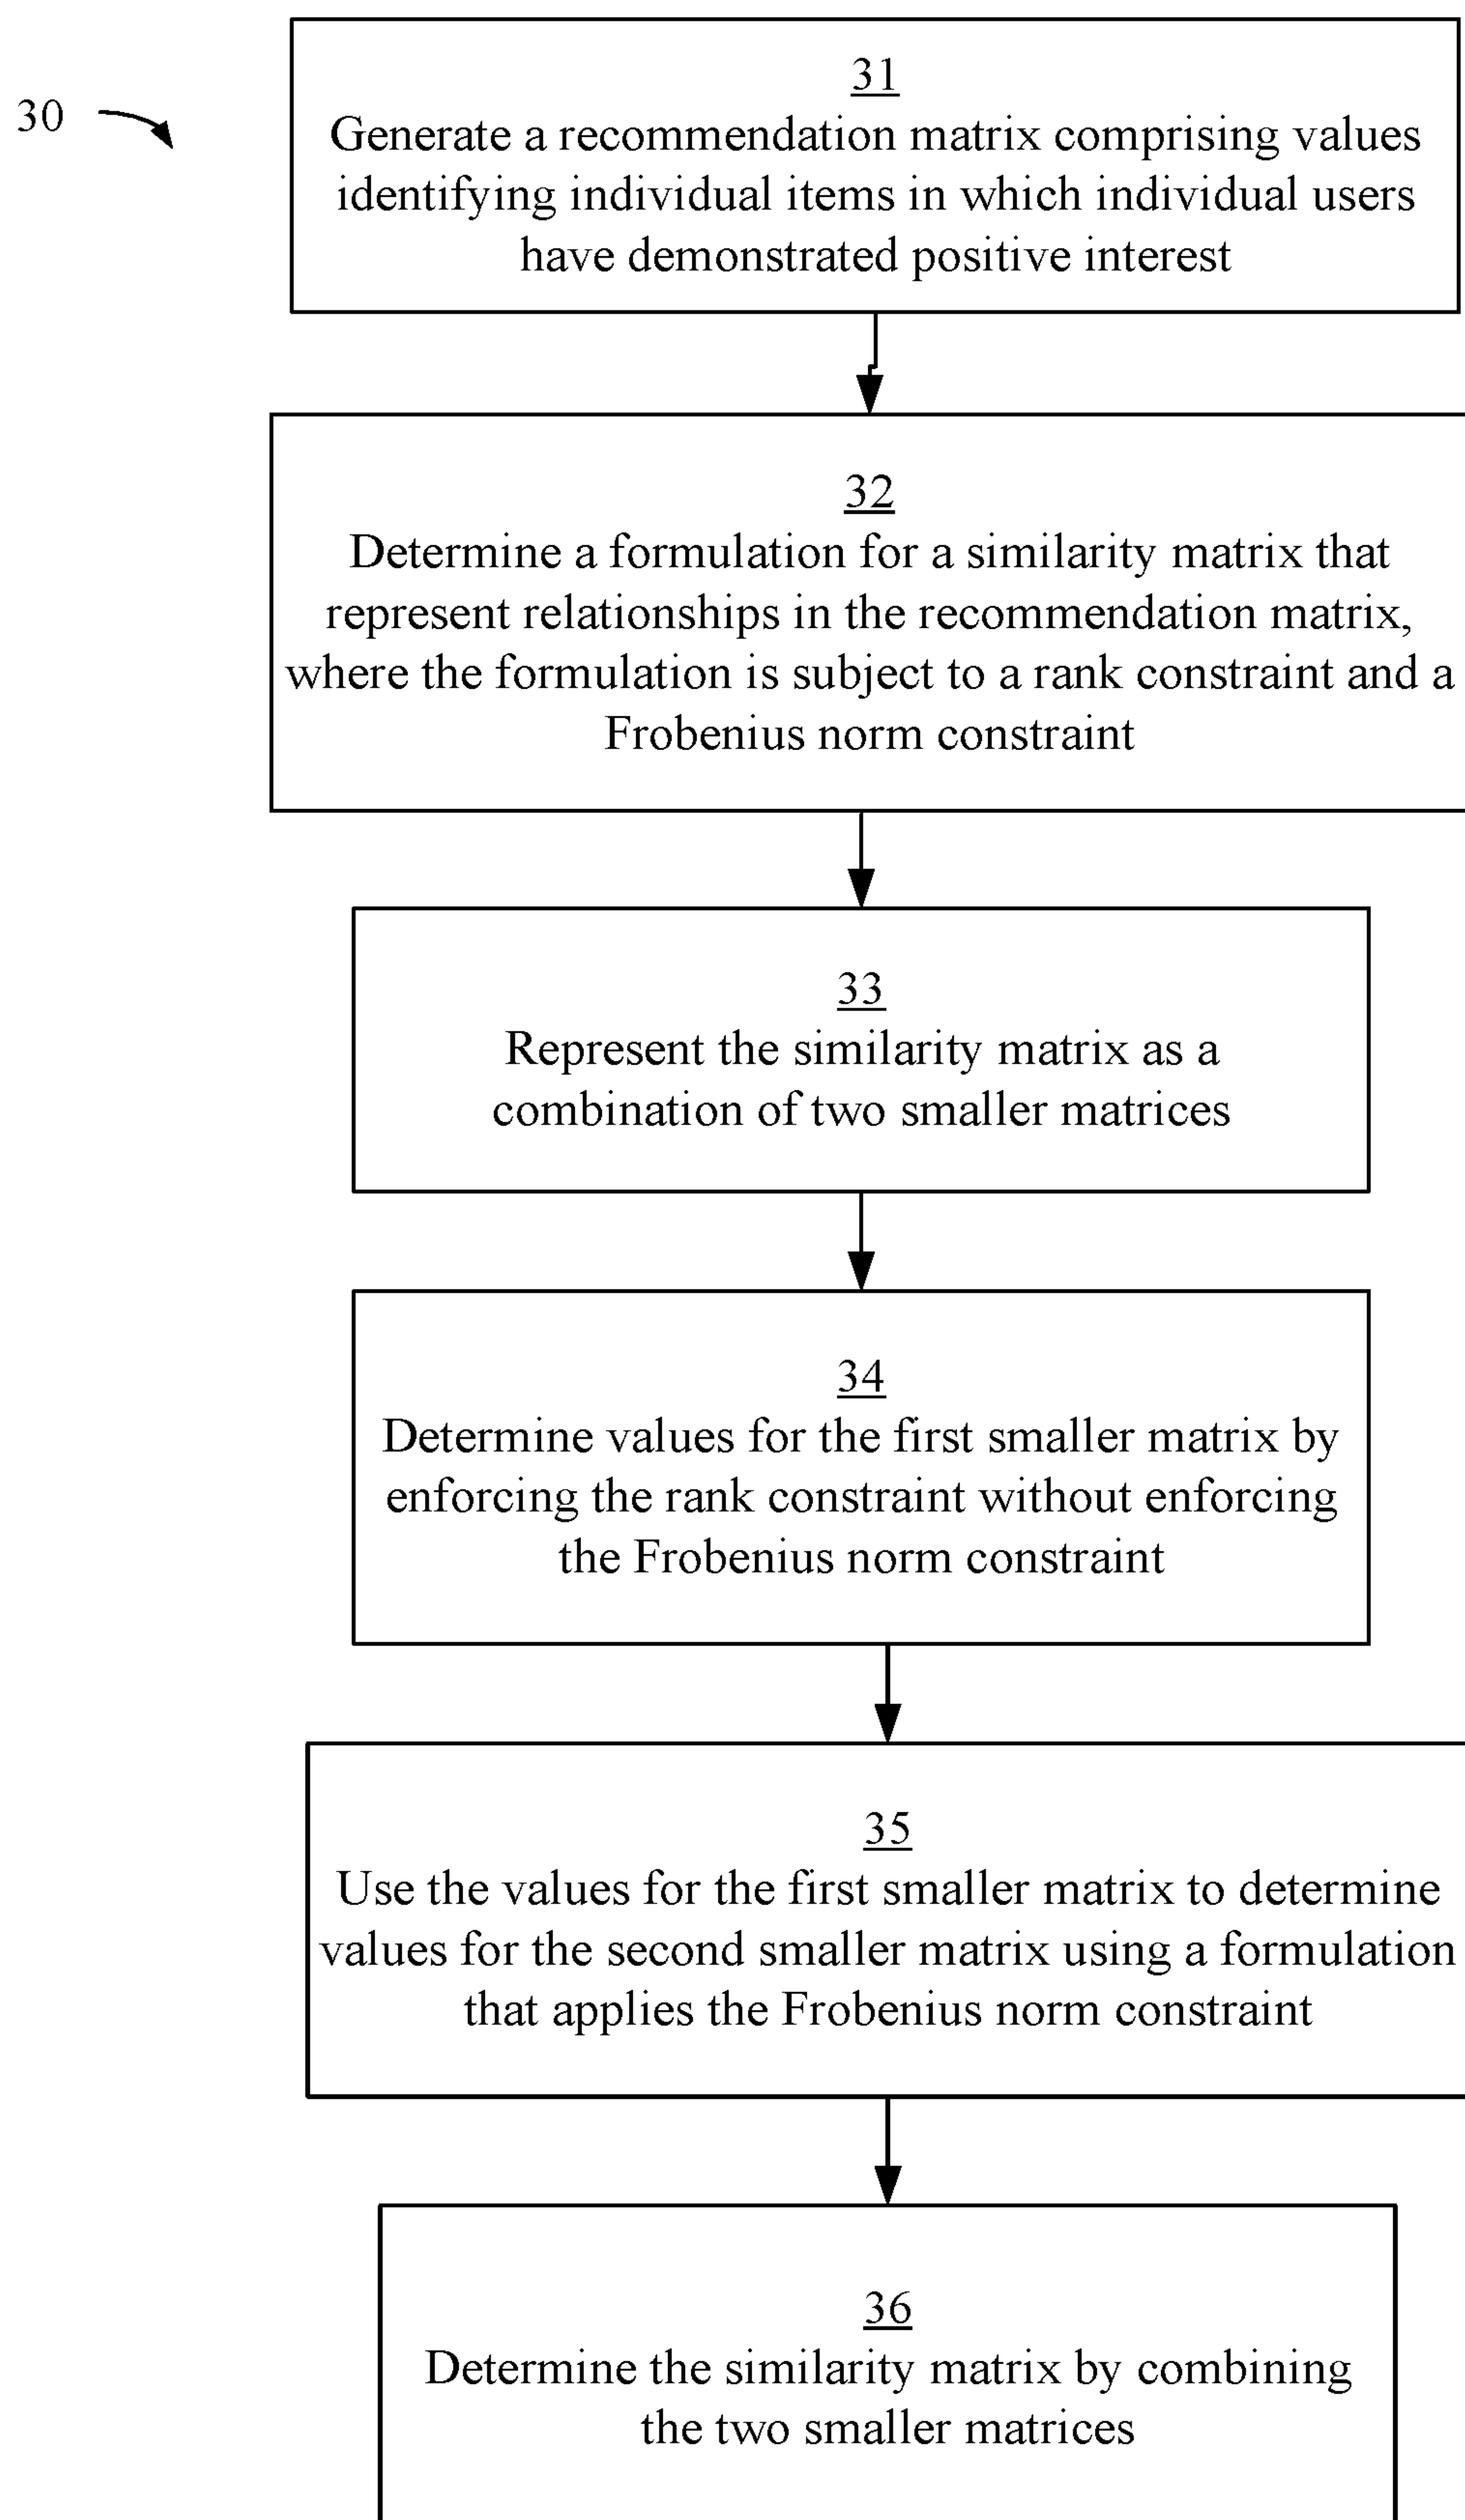 30
31
Generate a recommendation matrix comprising values
identifying individual items in which individual users
have demonstrated positive interest
32
Determine a formulation for a similarity matrix that
represent relationships in the recommendation matrix,
where the formulation is subject to a rank constraint and a
Frobenius norm constraint
33
Represent the similarity matrix as a
combination of two smaller matrices
34
Determine values for the first smaller matrix by
enforcing the rank constraint without enforcing
the Frobenius norm constraint
35
Use the values for the first smaller matrix to determine
values for the second smaller matrix using a formulation
that applies the Frobenius norm constraint
36
Determine the similarity matrix by combining
the two smaller matrices